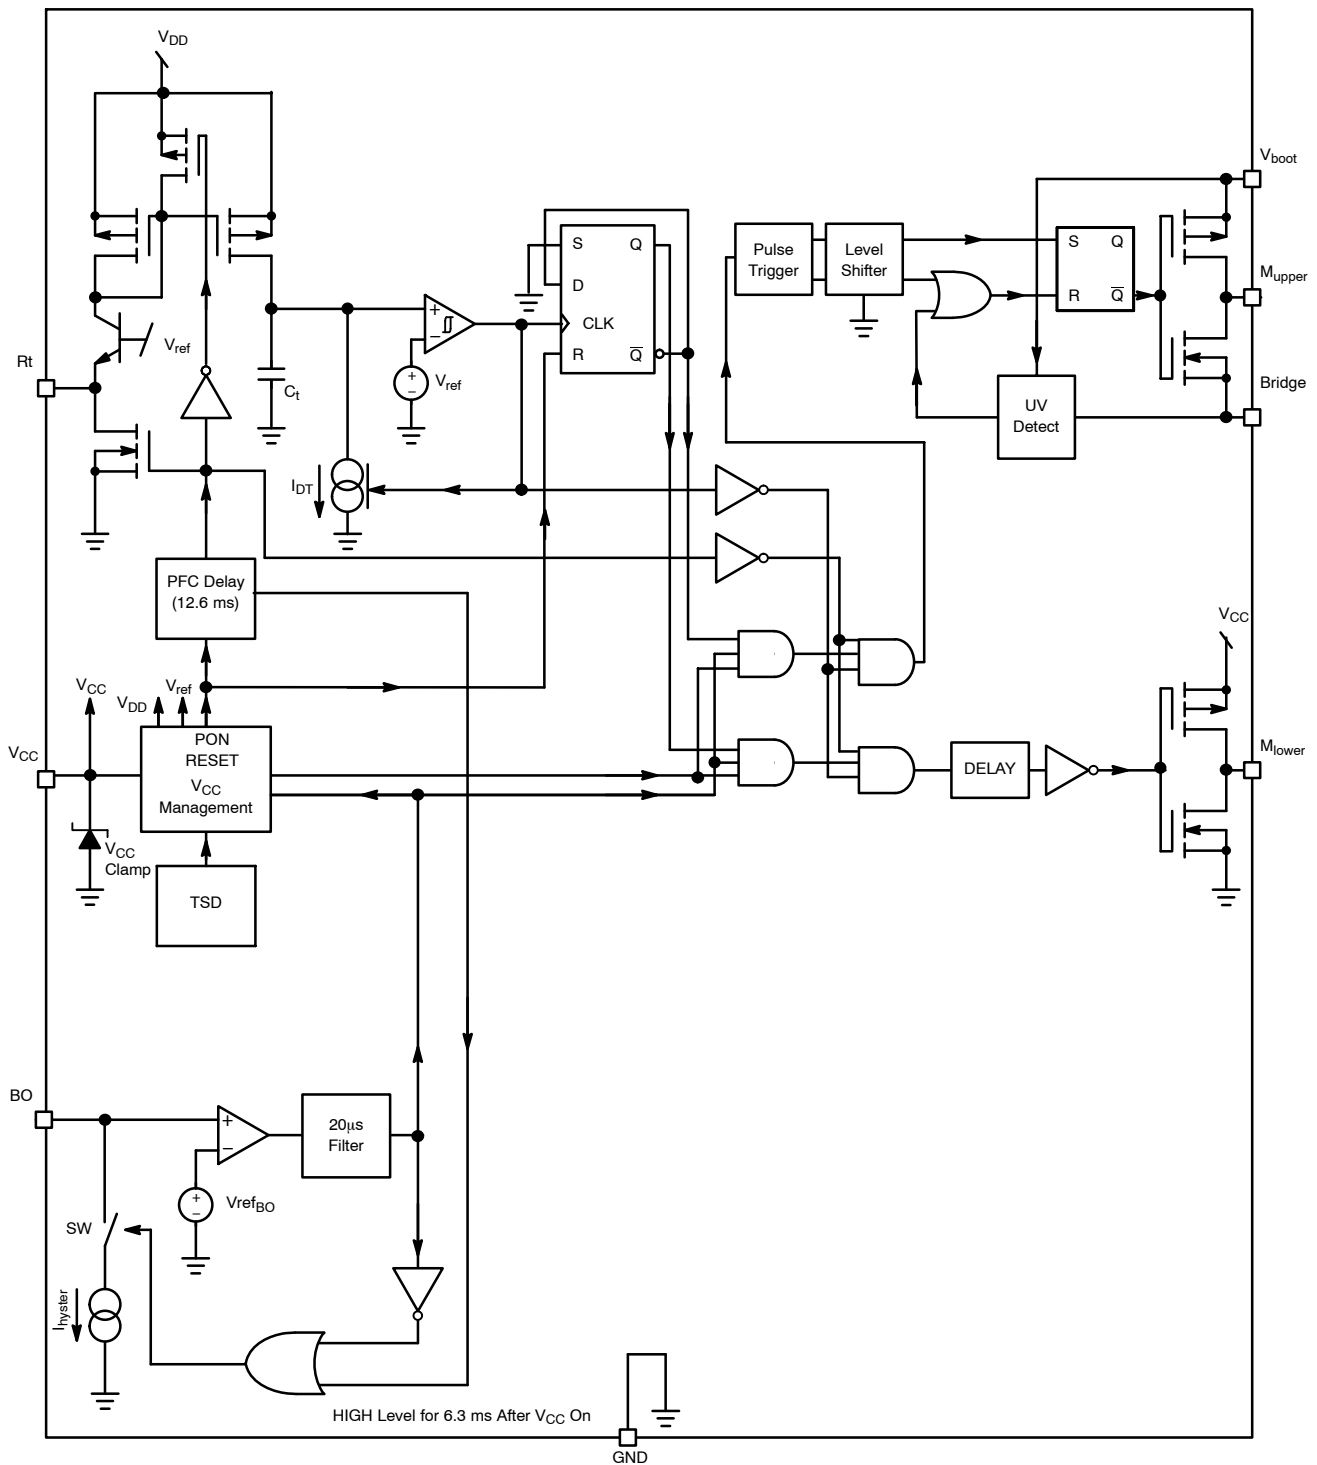 VDD
Vboot
S Q
D
CLK
R Q
Pulse
Trigger
Level
Shifter
S Q
R Q
Mupper
Vref
Rt
+
−
+
−
Vref
Ct
Bridge
UV
Detect
IDT
PFC Delay
(12.6 ms)
VCC
VCC
VDD
Vref
PON
RESET
VCC
Management
VCC
Mlower
DELAY
VCC
Clamp
TSD
BO
+
−
20μs
Filter
+
−
VrefBO
SW
Ihyster
HIGH Level for 6.3 ms After VCC On
GND